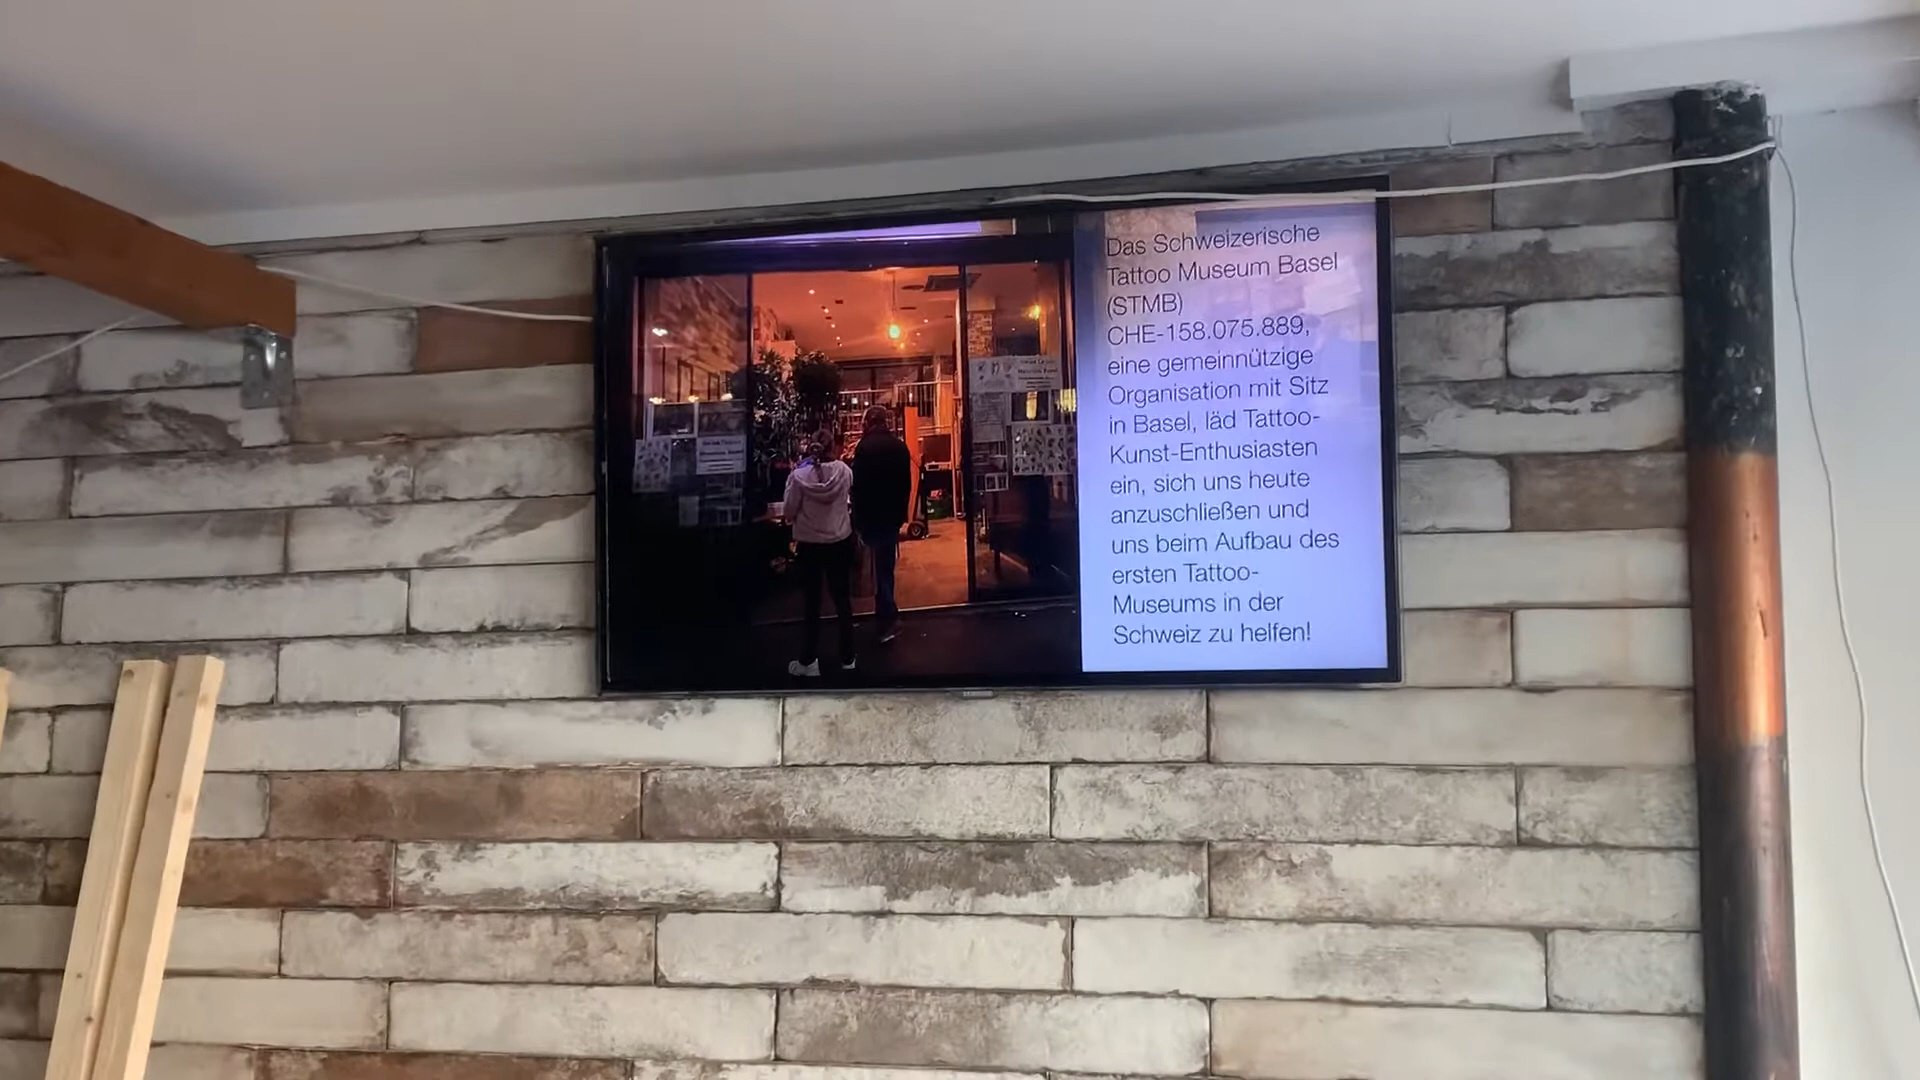 Das Schweizerische
Tattoo Museum Basel
(STMB)
CHE-158.075.889,
eine gemeinnützige
Organisation mit Sitz
in Basel, läd Tattoo-
Kunst-Enthusiasten
ein, sich uns heute
anzuschließen und
uns beim Aufbau des
ersten Tattoo-
Museums in der
Schweiz zu helfen!